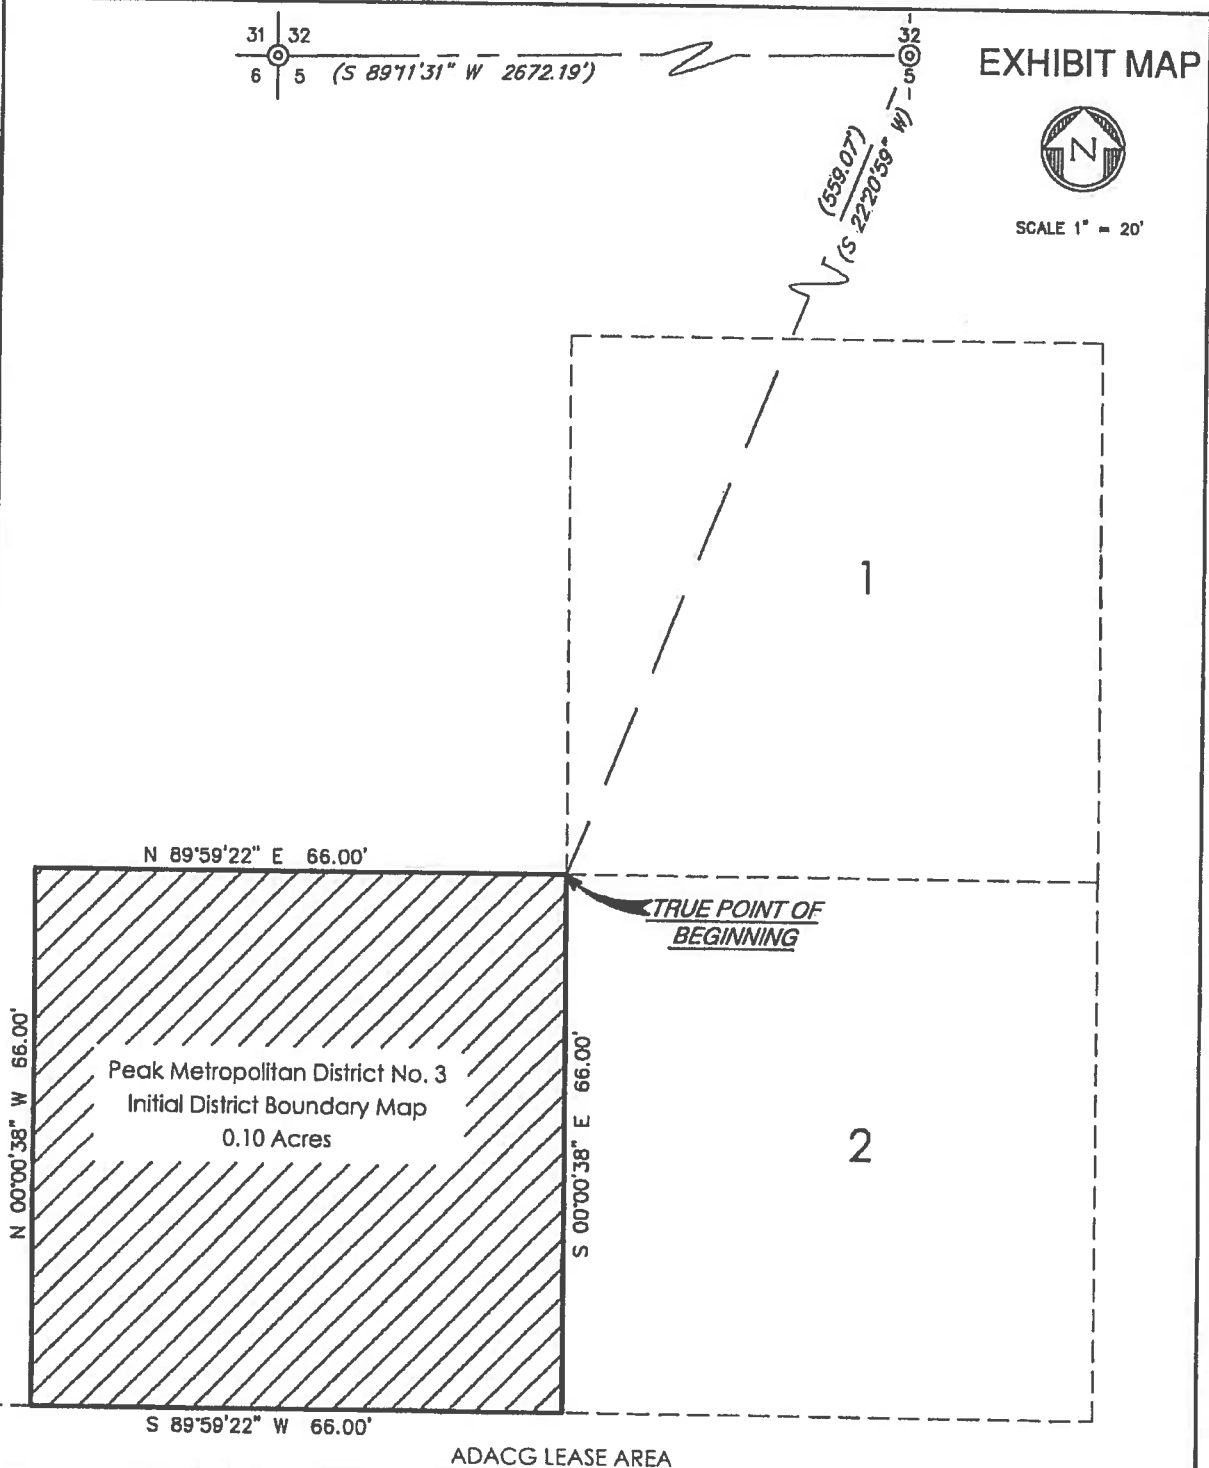 31 32
6 5
(S 89°11'31" W 2672.19')
32
5
EXHIBIT MAP
N
SCALE 1" = 20'
(559.07')
(S 22°20'59" W)
1
N 89°59'22" E 66.00'
TRUE POINT OF
BEGINNING
N 00°00'38" W 66.00'
Peak Metropolitan District No. 3
Initial District Boundary Map
0.10 Acres
S 00°00'38" E 66.00'
2
S 89°59'22" W 66.00'
ADACG LEASE AREA